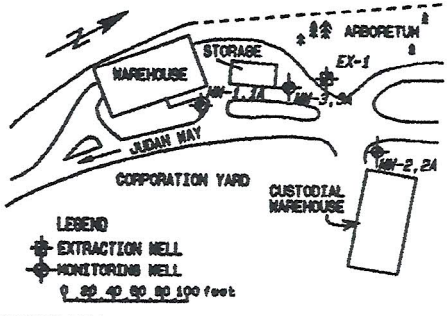 N
ARBORETUM
STORAGE
EX-1
WAREHOUSE
MW-1,1A
MW-3,3A
JUDAH WAY
MW-2,2A
CORPORATION YARD
CUSTODIAL
WAREHOUSE
LEGEND
EXTRACTION WELL
MONITORING WELL
0 20 40 60 80 100 feet